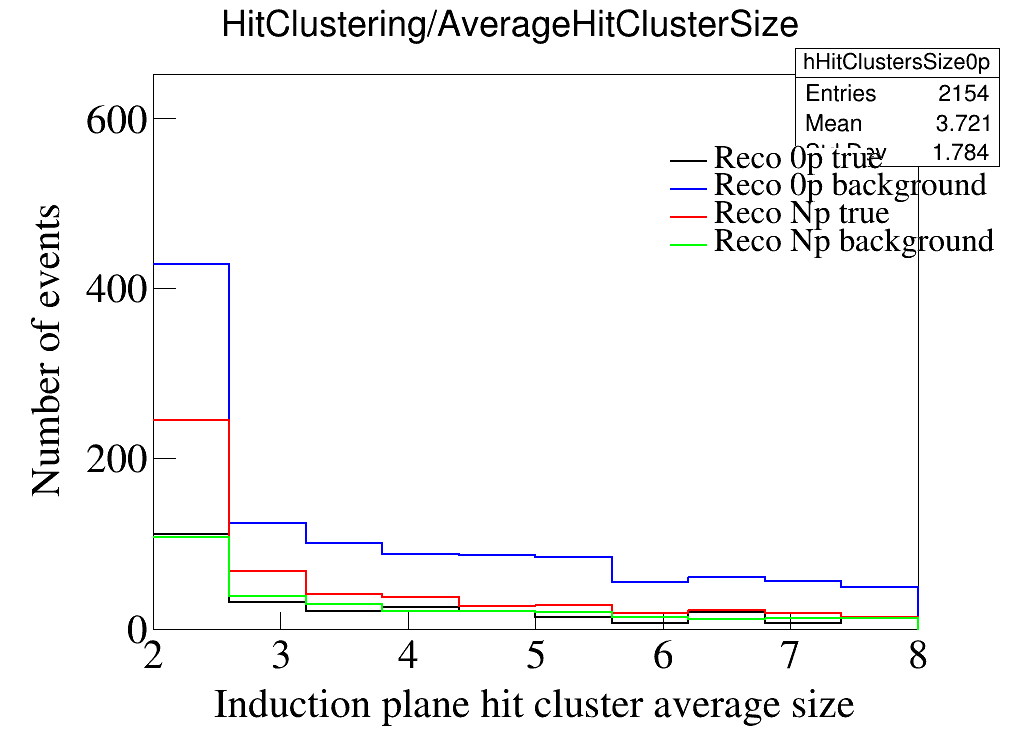 HitClustering/AverageHitClusterSize
hHitClustersSize0p
Entries 2154
Mean 3.721
Std Dev 1.784
Reco 0p true
Reco 0p background
Reco Np true
Reco Np background
Number of events
600
400
200
0
2 3 4 5 6 7 8
Induction plane hit cluster average size